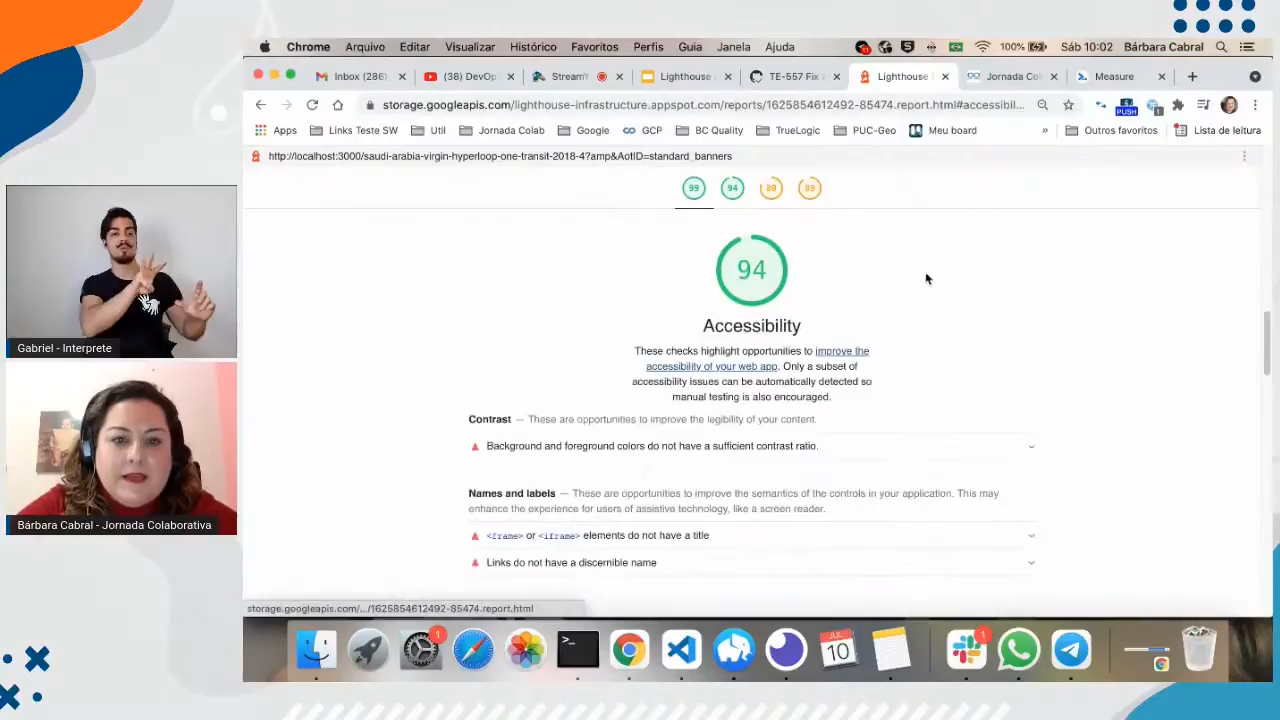 Chrome Arquivo Editar Visualizar Histórico Favoritos Perfis Guia Janela Ajuda 100% Sáb 10:02 Bárbara Cabral
Inbox (286) (38) DevOp StreamY Lighthouse TE-557 Fix Lighthouse Jornada Col Measure
storage.googleapis.com/lighthouse-infrastructure.appspot.com/reports/1625854612492-85474.report.html#accessibil...
PUSH
Apps Links Teste SW Util Jornada Colab Google GCP BC Quality TrueLogic PUC-Geo Meu board » Outros favoritos Lista de leitura
http://localhost:3000/saudi-arabia-virgin-hyperloop-one-transit-2018-4?amp&AotID=standard_banners
99 94
94
Accessibility
These checks highlight opportunities to improve the
accessibility of your web app. Only a subset of
accessibility issues can be automatically detected so
manual testing is also encouraged.
Contrast — These are opportunities to improve the legibility of your content.
Background and foreground colors do not have a sufficient contrast ratio.
Names and labels — These are opportunities to improve the semantics of the controls in your application. This may
enhance the experience for users of assistive technology, like a screen reader.
<frame> or <iframe> elements do not have a title
Links do not have a discernible name
storage.googleapis.com/.../1625854612492-85474.report.html
Gabriel - Interprete
Bárbara Cabral - Jornada Colaborativa
1
JUL
10
1